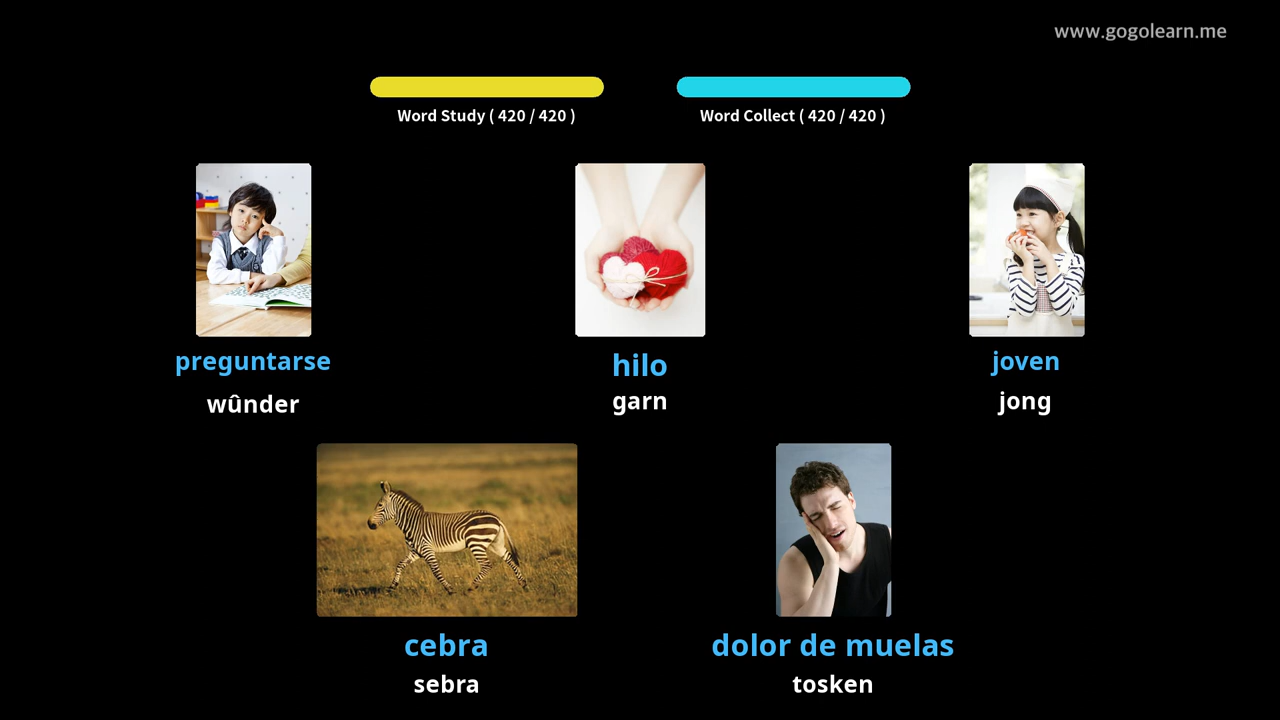 www.gogolearn.me
Word Study ( 420 / 420 )
Word Collect ( 420 / 420 )
preguntarse
wûnder
hilo
garn
joven
jong
cebra
sebra
dolor de muelas
tosken